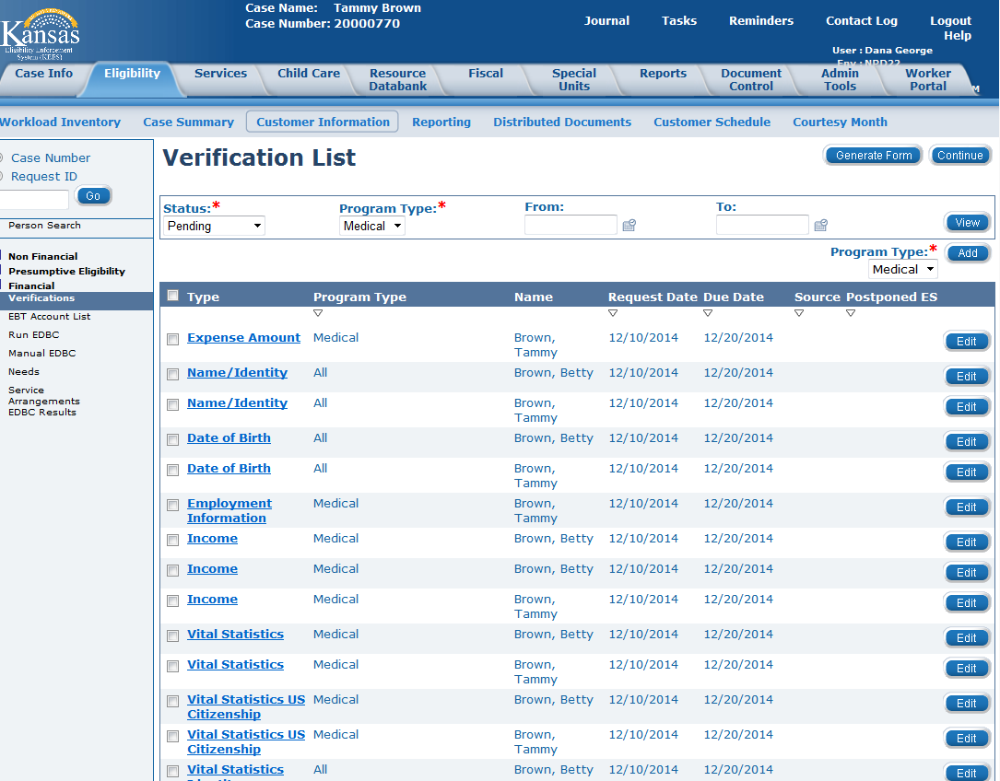 Case Name: Tammy Brown
Case Number: 20000770
Journal Tasks Reminders Contact Log Logout
Help
User : Dana George
Env : NPD22
Kansas
Eligibility Enforcement
System (KEES)
Case Info Eligibility Services Child Care Resource Databank Fiscal Special Units Reports Document Control Admin Tools Worker Portal
M
Workload Inventory Case Summary Customer Information Reporting Distributed Documents Customer Schedule Courtesy Month
Case Number
Request ID
Go
Person Search
Non Financial
Presumptive Eligibility
Financial
Verifications
EBT Account List
Run EDBC
Manual EDBC
Needs
Service
Arrangements
EDBC Results
Verification List
Generate Form Continue
Status:* Program Type:* From: To:
Pending Medical View
Program Type:* Add
Medical
Type Program Type Name Request Date Due Date Source Postponed ES
Expense Amount Medical Brown, Tammy 12/10/2014 12/20/2014 Edit
Name/Identity All Brown, Betty 12/10/2014 12/20/2014 Edit
Name/Identity All Brown, Tammy 12/10/2014 12/20/2014 Edit
Date of Birth All Brown, Betty 12/10/2014 12/20/2014 Edit
Date of Birth All Brown, Tammy 12/10/2014 12/20/2014 Edit
Employment Information Medical Brown, Tammy 12/10/2014 12/20/2014 Edit
Income Medical Brown, Betty 12/10/2014 12/20/2014 Edit
Income Medical Brown, Betty 12/10/2014 12/20/2014 Edit
Income Medical Brown, Tammy 12/10/2014 12/20/2014 Edit
Vital Statistics Medical Brown, Betty 12/10/2014 12/20/2014 Edit
Vital Statistics Medical Brown, Tammy 12/10/2014 12/20/2014 Edit
Vital Statistics US Citizenship Medical Brown, Betty 12/10/2014 12/20/2014 Edit
Vital Statistics US Citizenship Medical Brown, Tammy 12/10/2014 12/20/2014 Edit
Vital Statistics All Brown, Betty 12/10/2014 12/20/2014 Edit